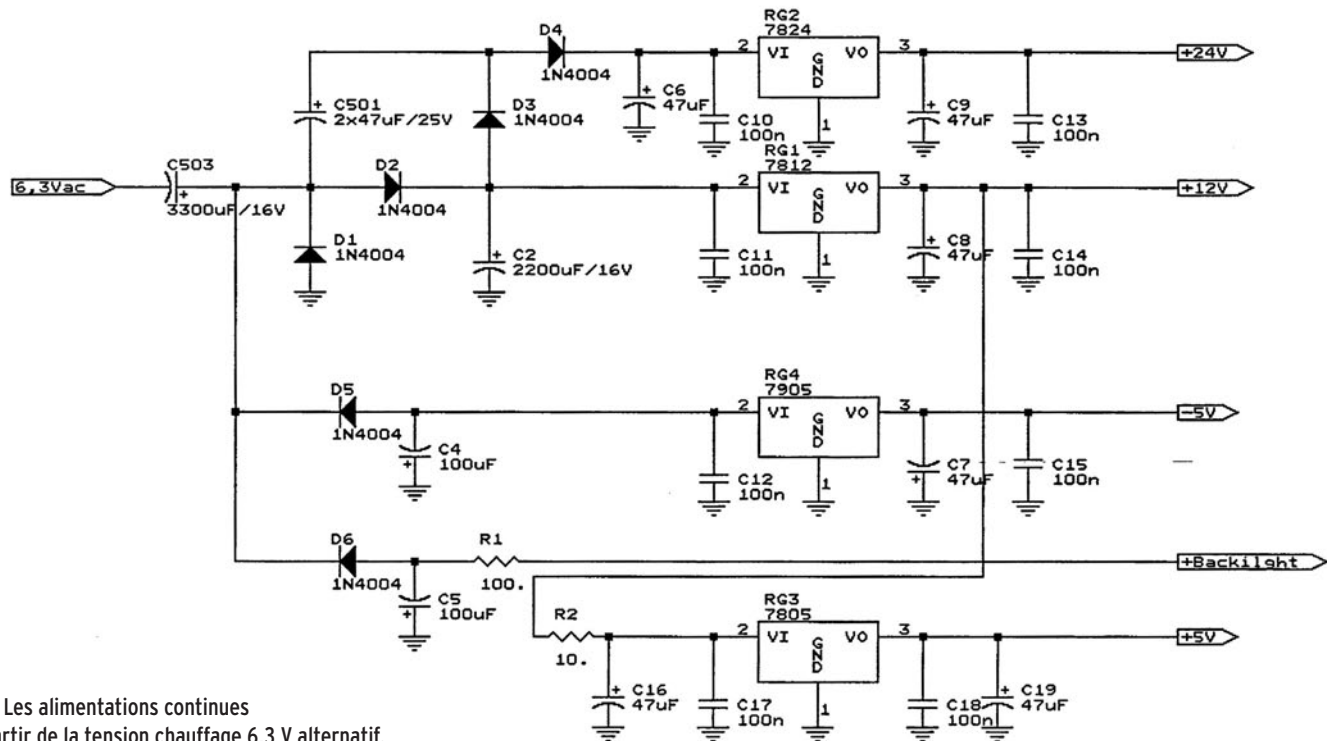 D4
1N4004
RG2
7824
2
VI
GND
VO
3
1
+24V
C501
2x47uF/25V
D3
1N4004
C6
47uF
C10
100n
C9
47uF
C13
100n
6,3Vac
C503
3300uF/16V
D2
1N4004
RG1
7812
2
VI
GND
VO
3
1
+12V
D1
1N4004
C2
2200uF/16V
C11
100n
C8
47uF
C14
100n
D5
1N4004
C4
100uF
RG4
7905
2
VI
GND
VO
3
1
-5V
C12
100n
C7
47uF
C15
100n
D6
1N4004
C5
100uF
R1
100.
+Backilght
R2
10.
RG3
7805
2
VI
GND
VO
3
1
+5V
C16
47uF
C17
100n
C18
100n
C19
47uF
Les alimentations continues
artir de la tension chauffage 6,3 V alternatif